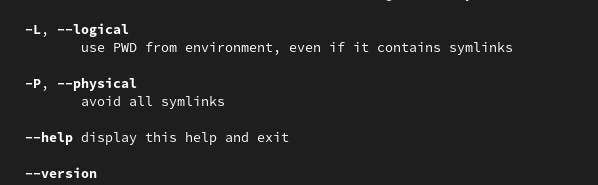 -L, --logical
use PWD from environment, even if it contains symlinks
-P, --physical
avoid all symlinks
--help display this help and exit
--version